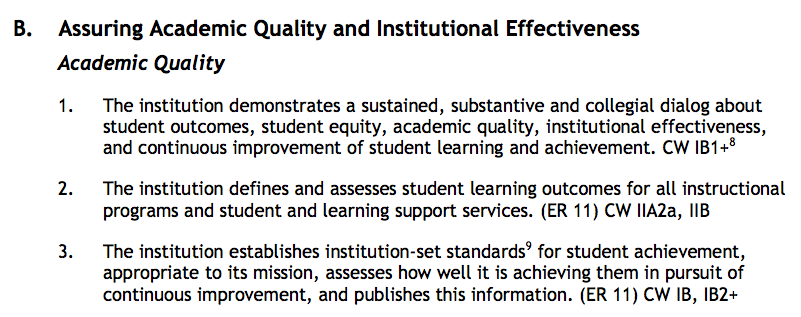 B. Assuring Academic Quality and Institutional Effectiveness
Academic Quality
1. The institution demonstrates a sustained, substantive and collegial dialog about
student outcomes, student equity, academic quality, institutional effectiveness,
and continuous improvement of student learning and achievement. CW IB1+⁸
2. The institution defines and assesses student learning outcomes for all instructional
programs and student and learning support services. (ER 11) CW IIA2a, IIB
3. The institution establishes institution-set standards⁹ for student achievement,
appropriate to its mission, assesses how well it is achieving them in pursuit of
continuous improvement, and publishes this information. (ER 11) CW IB, IB2+